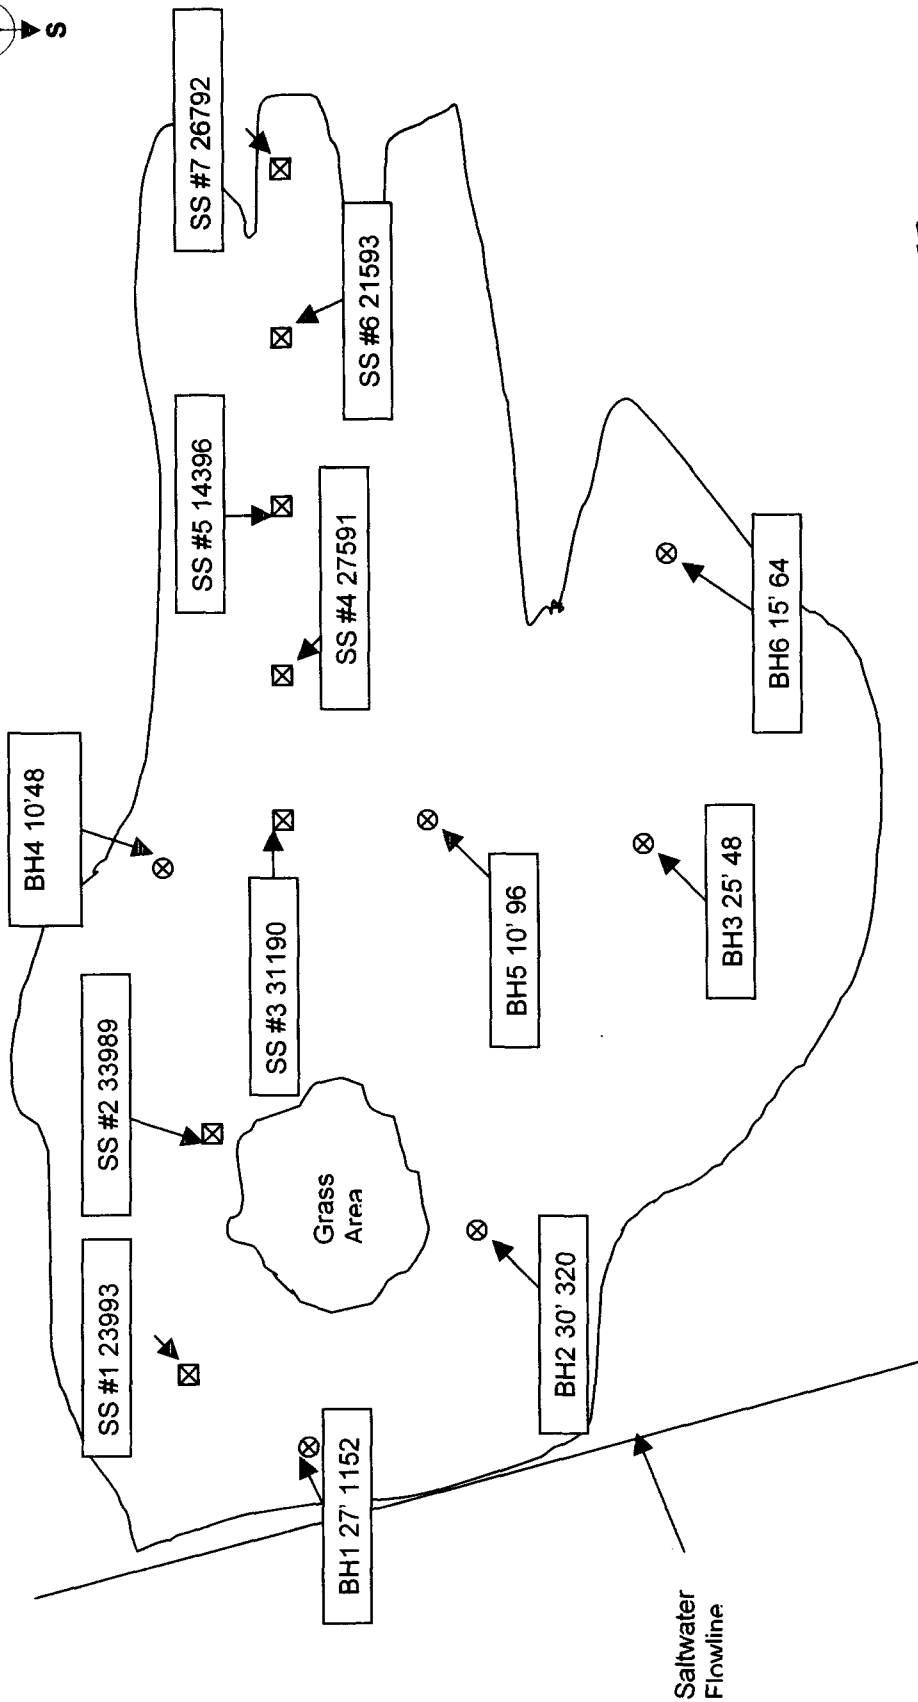 S
SS #7 26792
SS #6 21593
SS #5 14396
SS #4 27591
BH4 10'48
SS #3 31190
SS #2 33989
SS #1 23993
Grass
Area
BH1 27' 1152
BH2 30' 320
BH5 10' 96
BH3 25' 48
BH6 15' 64
Saltwater
Flowline